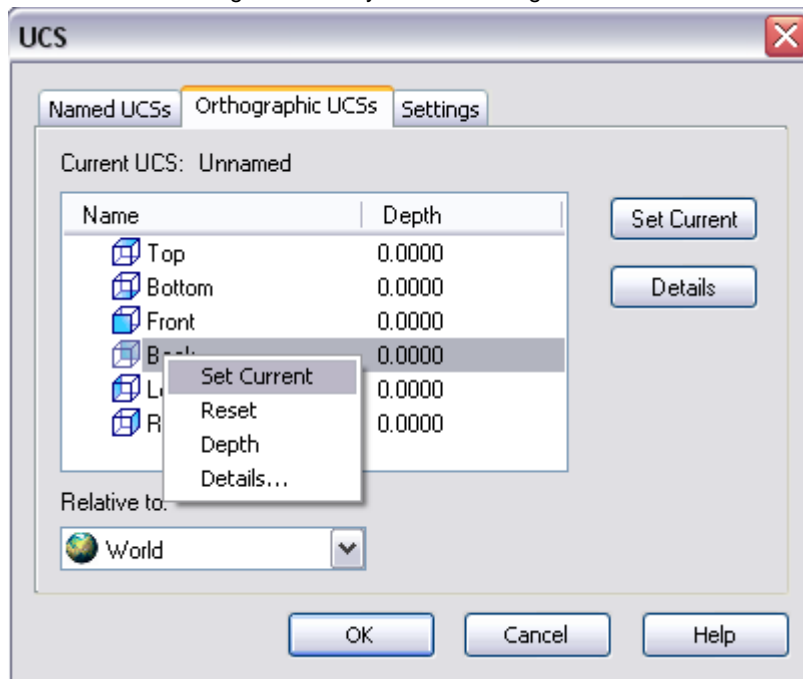 UCS
Named UCSs Orthographic UCSs Settings
Current UCS: Unnamed
Name Depth
Top 0.0000
Bottom 0.0000
Front 0.0000
Back 0.0000
0.0000
0.0000
Set Current
Reset
Depth
Details...
Set Current
Details
Relative to:
World
OK Cancel Help